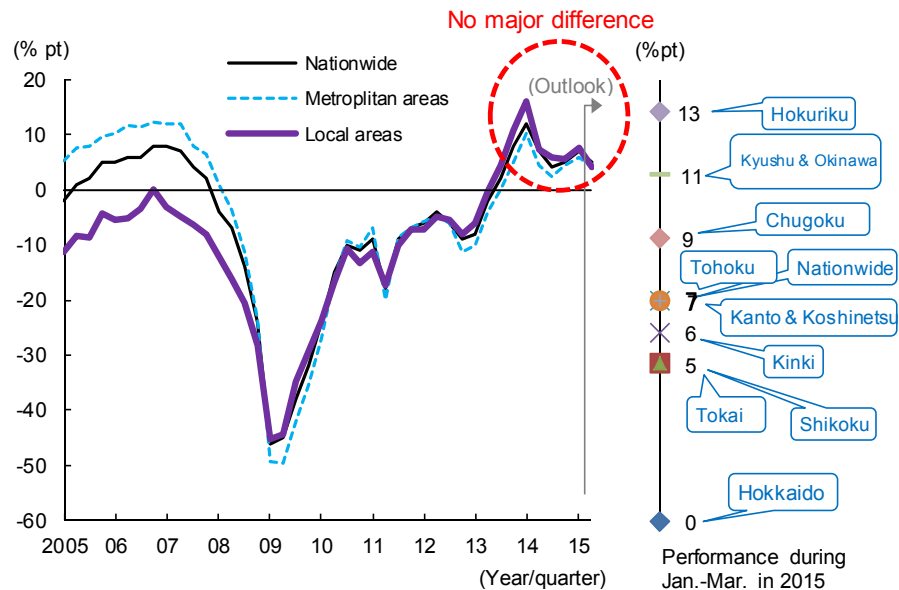 No major difference
(% pt)
(%pt)
Nationwide
Metroplitan areas
Local areas
(Outlook)
20
10
0
-10
-20
-30
-40
-50
-60
2005 06 07 08 09 10 11 12 13 14 15
(Year/quarter)
13
Hokuriku
11
Kyushu & Okinawa
9
Chugoku
Tohoku
Nationwide
7
Kanto & Koshinetsu
6
Kinki
5
Tokai
Shikoku
Hokkaido
0
Performance during
Jan.-Mar. in 2015